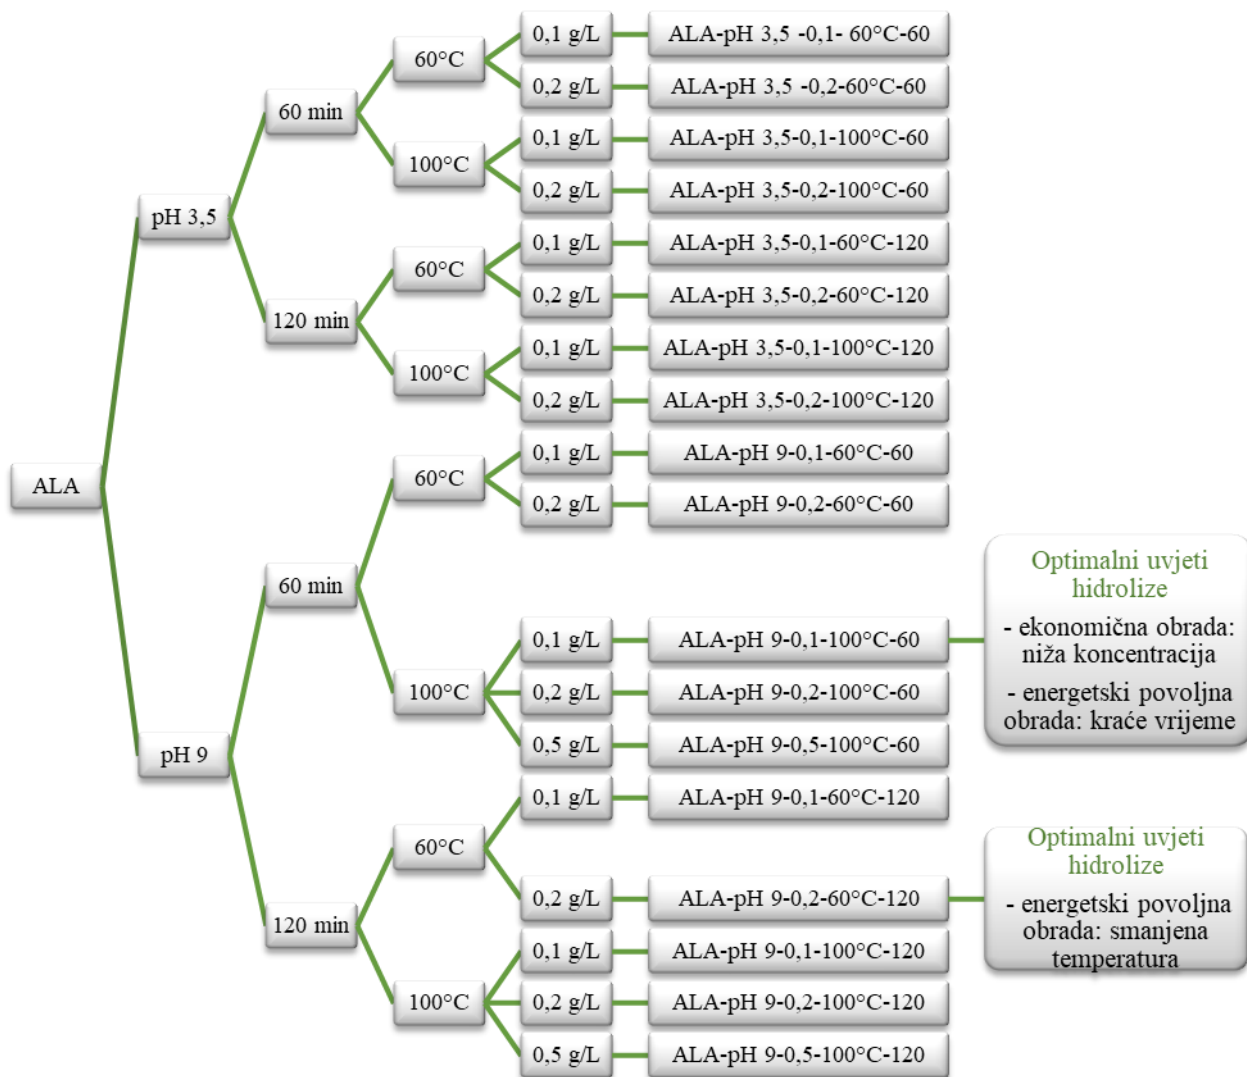 ALA
pH 3,5
60 min
60°C
0,1 g/L
ALA-pH 3,5 -0,1- 60°C-60
0,2 g/L
ALA-pH 3,5 -0,2-60°C-60
100°C
0,1 g/L
ALA-pH 3,5-0,1-100°C-60
0,2 g/L
ALA-pH 3,5-0,2-100°C-60
120 min
60°C
0,1 g/L
ALA-pH 3,5-0,1-60°C-120
0,2 g/L
ALA-pH 3,5-0,2-60°C-120
100°C
0,1 g/L
ALA-pH 3,5-0,1-100°C-120
0,2 g/L
ALA-pH 3,5-0,2-100°C-120
pH 9
60 min
60°C
0,1 g/L
ALA-pH 9-0,1-60°C-60
0,2 g/L
ALA-pH 9-0,2-60°C-60
100°C
0,1 g/L
ALA-pH 9-0,1-100°C-60
Optimalni uvjeti
hidrolize
- ekonomična obrada:
niža koncentracija
- energetski povoljna
obrada: kraće vrijeme
0,2 g/L
ALA-pH 9-0,2-100°C-60
0,5 g/L
ALA-pH 9-0,5-100°C-60
120 min
60°C
0,1 g/L
ALA-pH 9-0,1-60°C-120
0,2 g/L
ALA-pH 9-0,2-60°C-120
Optimalni uvjeti
hidrolize
- energetski povoljna
obrada: smanjena
temperatura
100°C
0,1 g/L
ALA-pH 9-0,1-100°C-120
0,2 g/L
ALA-pH 9-0,2-100°C-120
0,5 g/L
ALA-pH 9-0,5-100°C-120